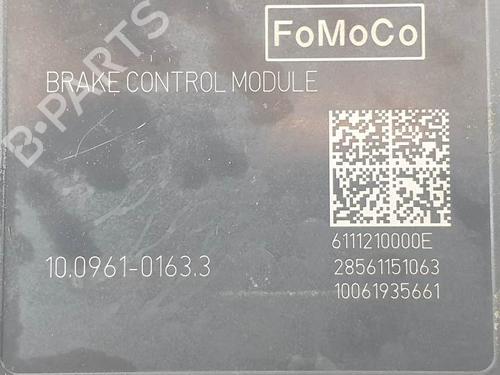 FoMoCo
BRAKE CONTROL MODULE
B-PARTS
6111210000E
10.0961-0163.3
28561151063
10061935661